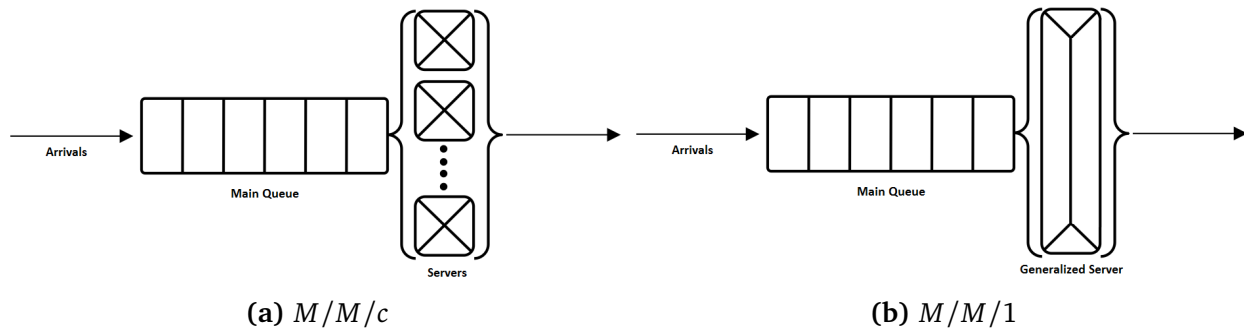 Arrivals
Main Queue
Servers
(a) M/M/c
Arrivals
Main Queue
Generalized Server
(b) M/M/1